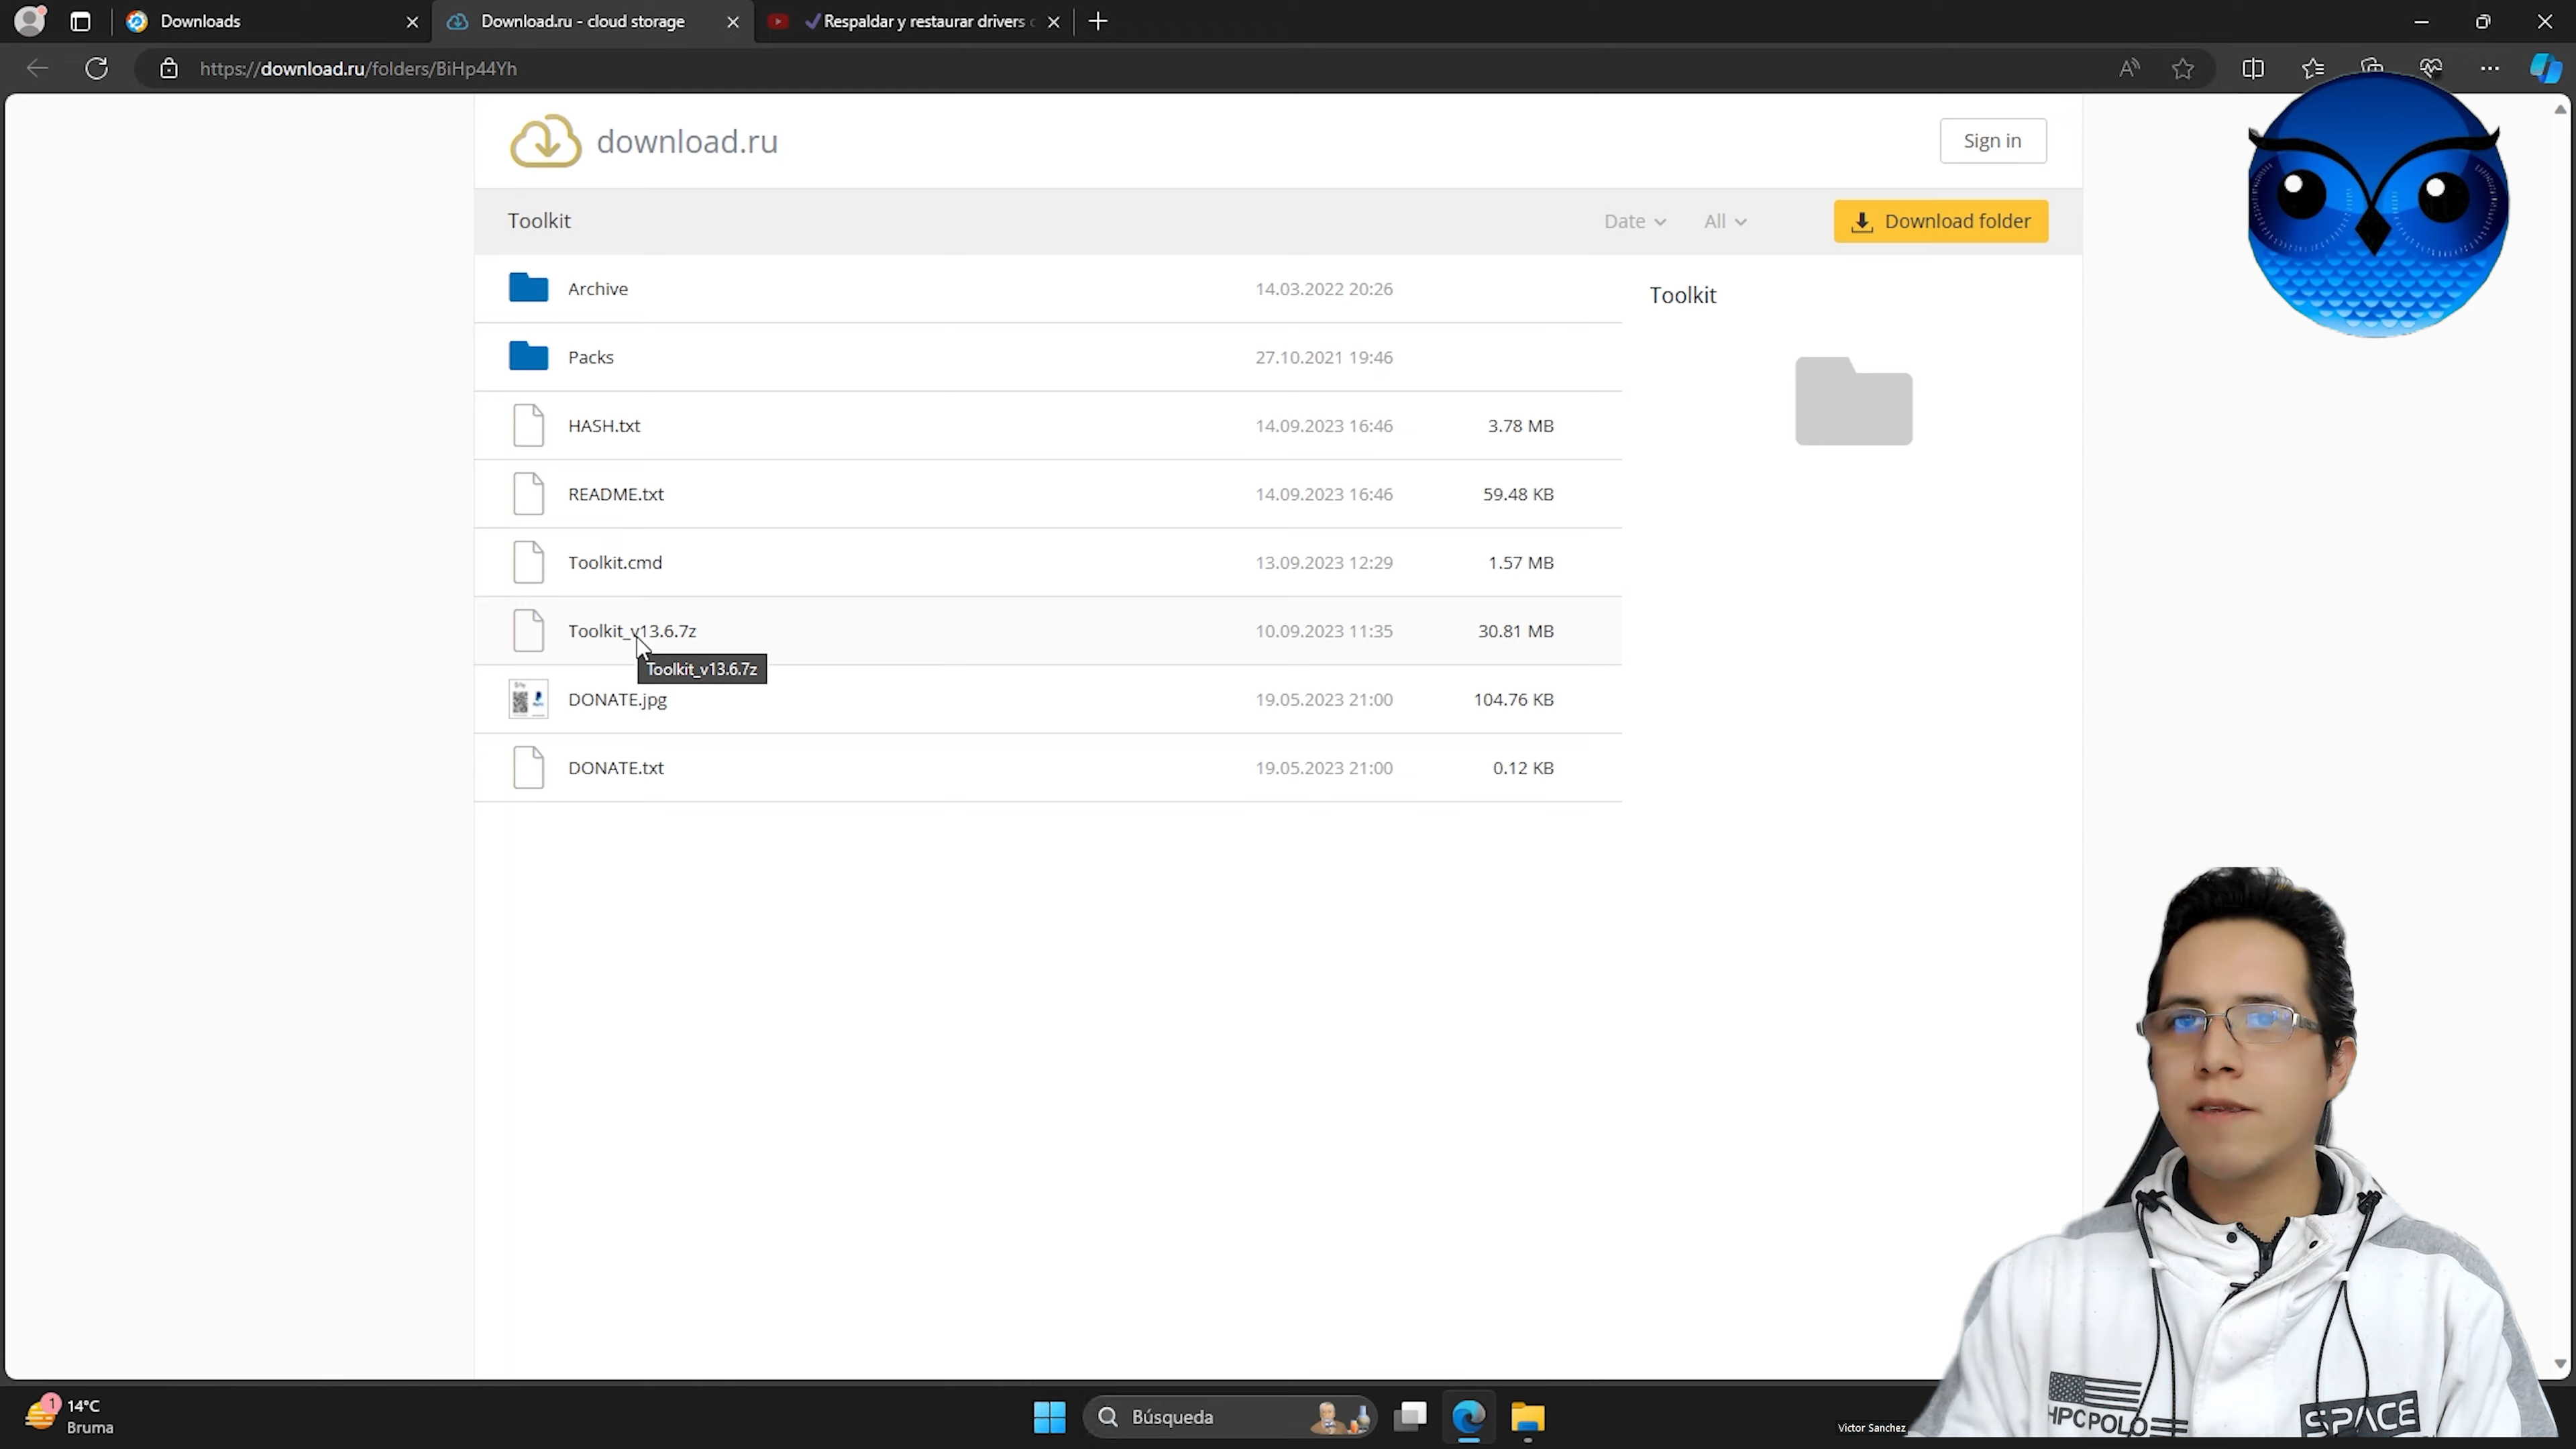 Downloads
Download.ru - cloud storage
✓Respaldar y restaurar drivers
https://download.ru/folders/BiHp44Yh
download.ru
Sign in
Toolkit
Date
All
Download folder
Archive 14.03.2022 20:26
Toolkit
Packs 27.10.2021 19:46
HASH.txt 14.09.2023 16:46 3.78 MB
README.txt 14.09.2023 16:46 59.48 KB
Toolkit.cmd 13.09.2023 12:29 1.57 MB
Toolkit_v13.6.7z 10.09.2023 11:35 30.81 MB
Toolkit_v13.6.7z
DONATE.jpg 19.05.2023 21:00 104.76 KB
DONATE.txt 19.05.2023 21:00 0.12 KB
1
14°C
Bruma
Búsqueda
Victor Sanchez
HPCPOLO
SPACE